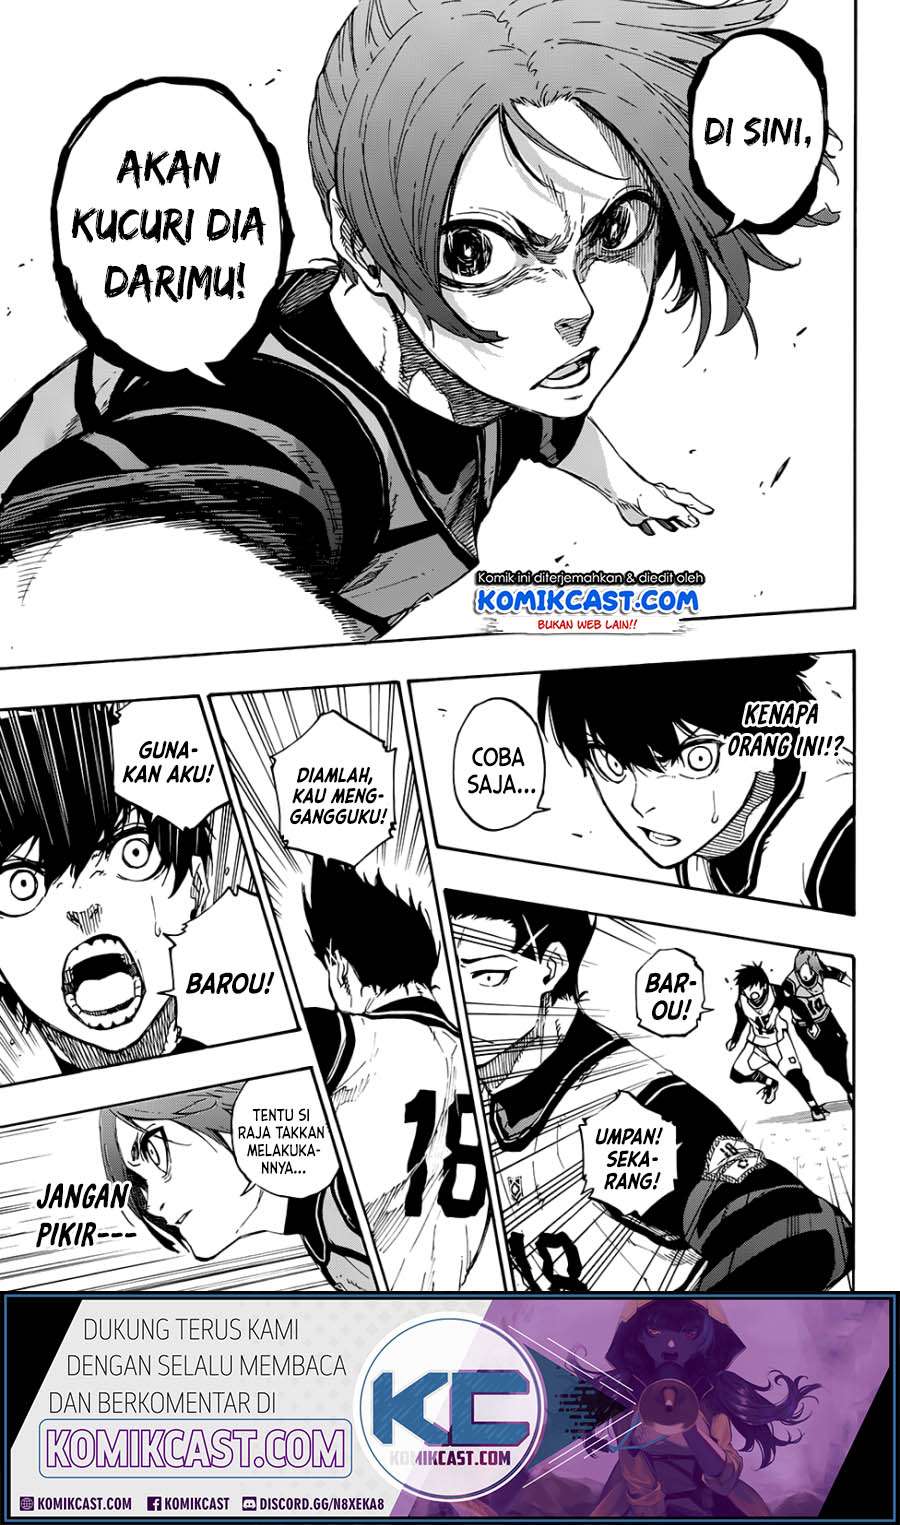 DI SINI,
AKAN
KUCURI DIA
DARIMU!
Komik ini diterjemahkan & diedit oleh
KOMIKCAST.COM
BUKAN WEB LAIN!!
KENAPA
ORANG INI!?
COBA
SAJA...
BAR-
OU!
UMPAN!
SEKA-
RANG!
DIAMLAH,
KAU MENG-
GANGGUKU!
18
GUNA-
KAN AKU!
BAROU!
TENTU SI
RAJA TAKKAN
MELAKUKA-
NNYA...
JANGAN
PIKIR---
DUKUNG TERUS KAMI
DENGAN SELALU MEMBACA
DAN BERKOMENTAR DI
KOMIKCAST.COM
KC
KOMIKCAST.COM
KOMIKCAST.COM KOMIKCAST DISCORD.GG/N8XEKA8